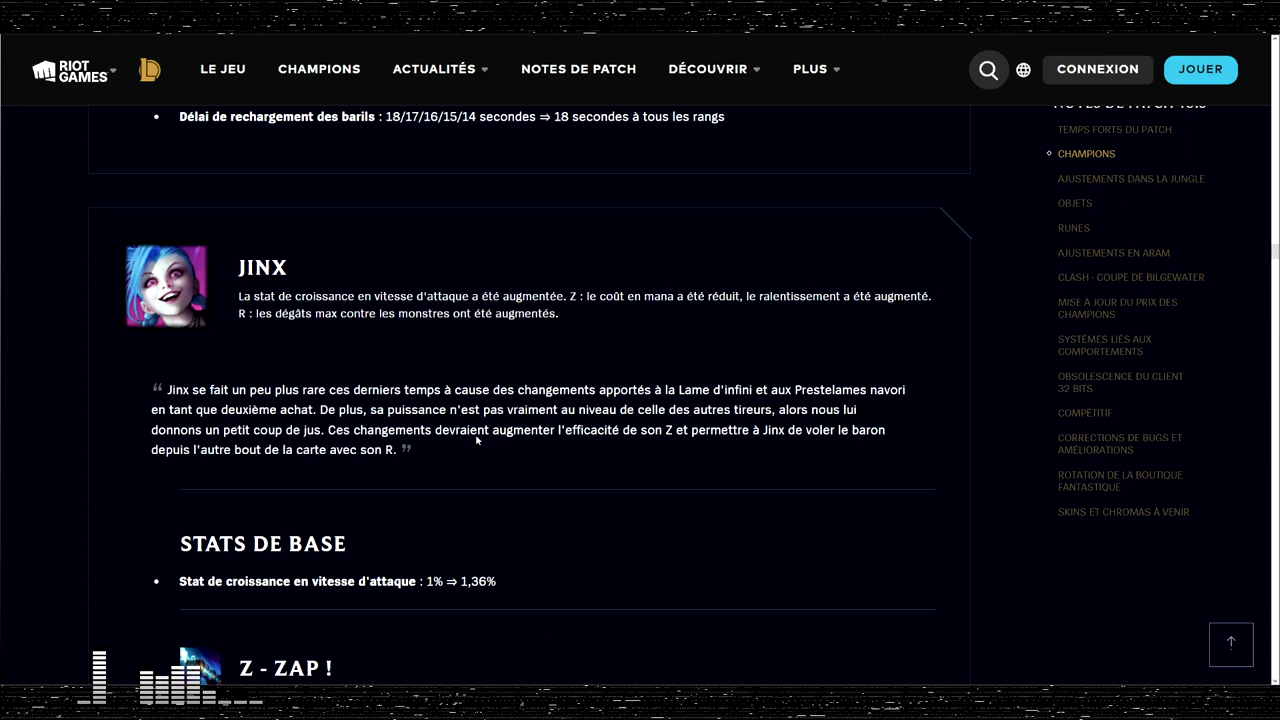 RIOT GAMES
LE JEU
CHAMPIONS
ACTUALITÉS
NOTES DE PATCH
DÉCOUVRIR
PLUS
CONNEXION
JOUER
Délai de rechargement des barils : 18/17/16/15/14 secondes ⇒ 18 secondes à tous les rangs
JINX
La stat de croissance en vitesse d'attaque a été augmentée. Z : le coût en mana a été réduit, le ralentissement a été augmenté.
R : les dégâts max contre les monstres ont été augmentés.
“ Jinx se fait un peu plus rare ces derniers temps à cause des changements apportés à la Lame d'infini et aux Prestelames navori
en tant que deuxième achat. De plus, sa puissance n'est pas vraiment au niveau de celle des autres tireurs, alors nous lui
donnons un petit coup de jus. Ces changements devraient augmenter l'efficacité de son Z et permettre à Jinx de voler le baron
depuis l'autre bout de la carte avec son R. ”
STATS DE BASE
Stat de croissance en vitesse d'attaque : 1% ⇒ 1,36%
Z - ZAP !
TEMPS FORTS DU PATCH
CHAMPIONS
AJUSTEMENTS DANS LA JUNGLE
OBJETS
RUNES
AJUSTEMENTS EN ARAM
CLASH - COUPE DE BILGEWATER
MISE À JOUR DU PRIX DES
CHAMPIONS
SYSTÈMES LIÉS AUX
COMPORTEMENTS
OBSOLESCENCE DU CLIENT
32 BITS
COMPÉTITIF
CORRECTIONS DE BUGS ET
AMÉLIORATIONS
ROTATION DE LA BOUTIQUE
FANTASTIQUE
SKINS ET CHROMAS À VENIR